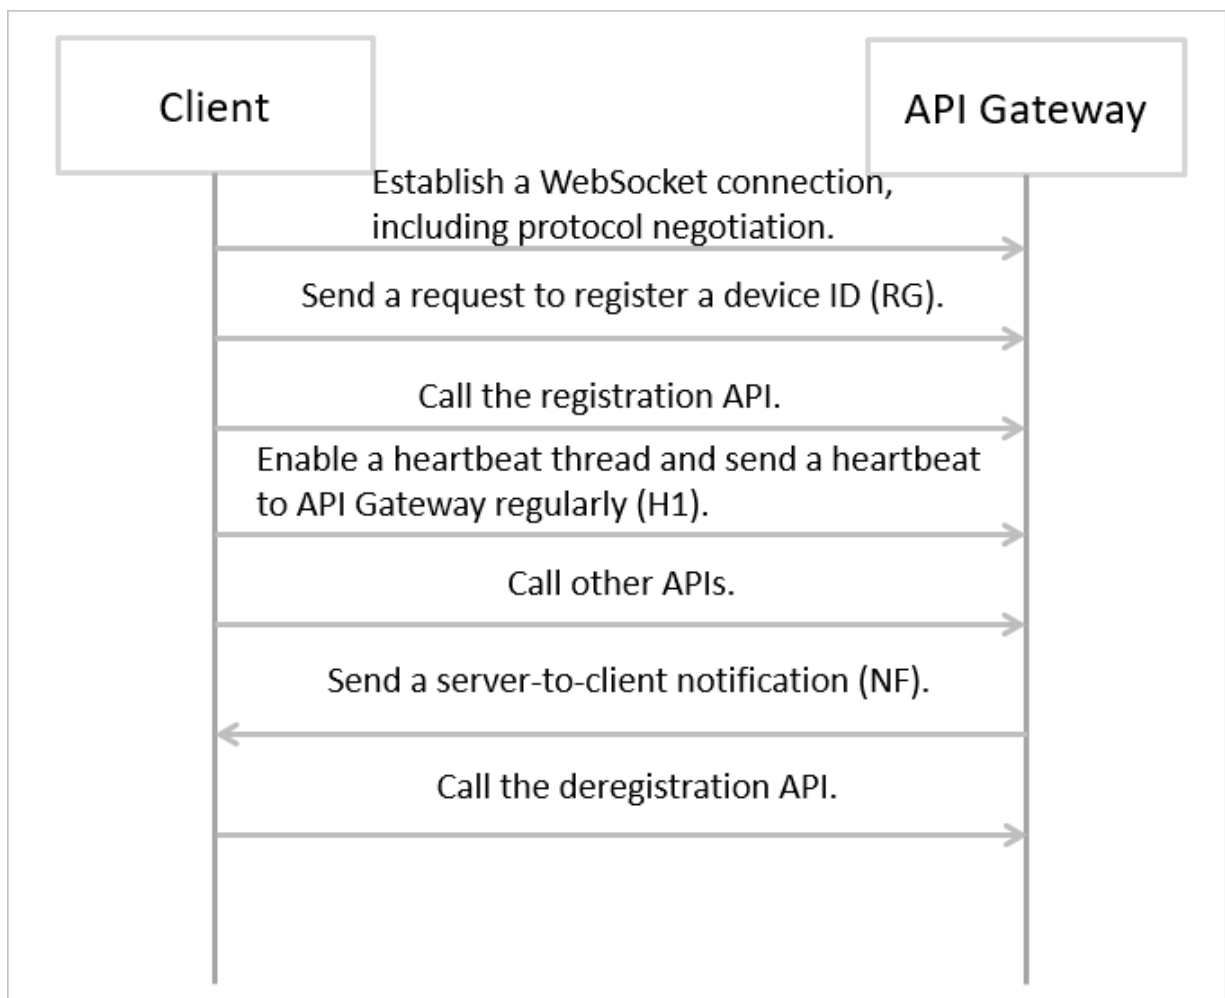 Client
API Gateway
Establish a WebSocket connection,
including protocol negotiation.
Send a request to register a device ID (RG).
Call the registration API.
Enable a heartbeat thread and send a heartbeat
to API Gateway regularly (H1).
Call other APIs.
Send a server-to-client notification (NF).
Call the deregistration API.